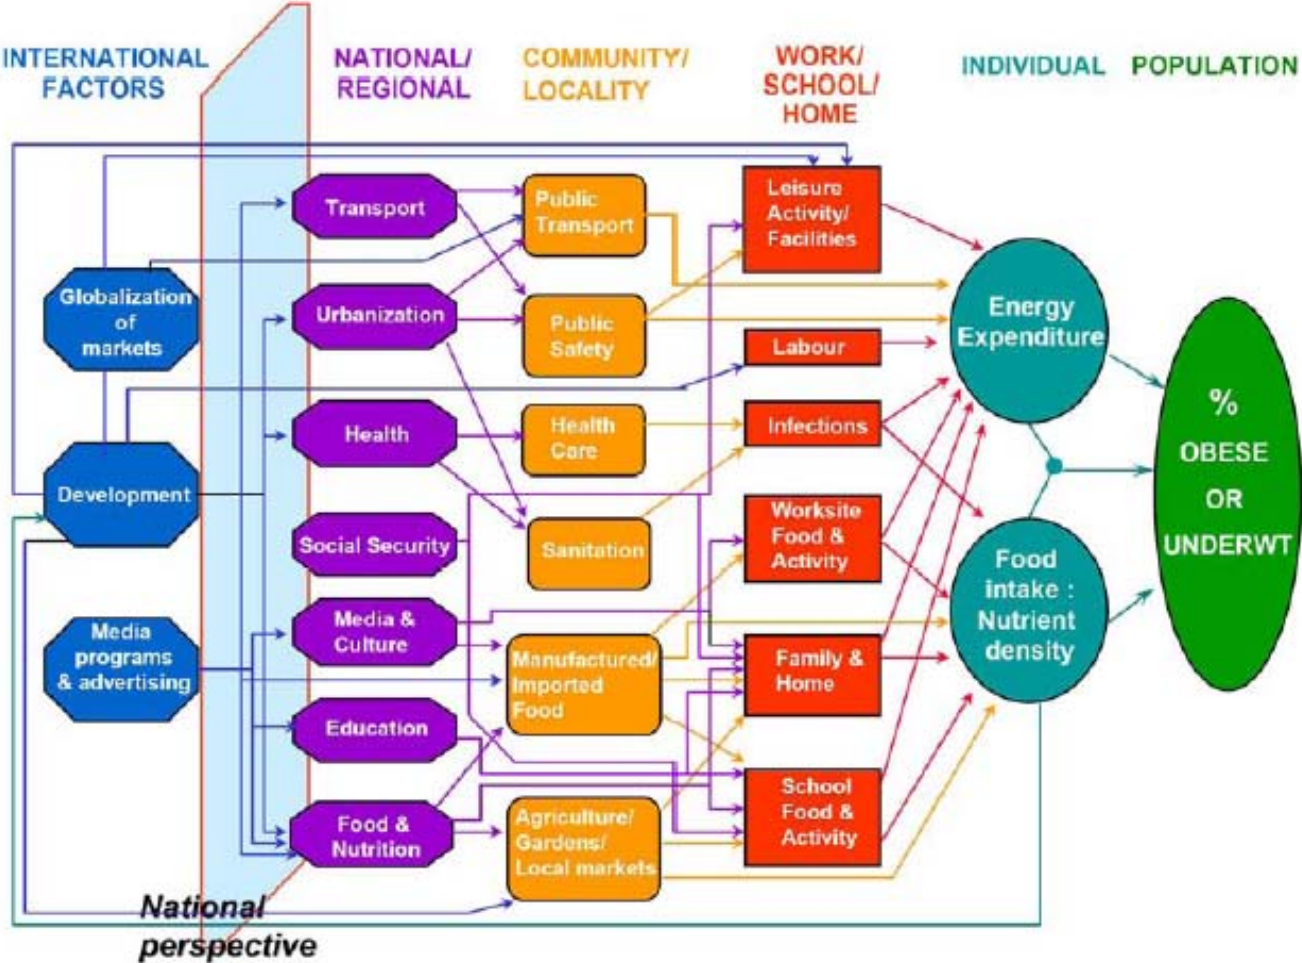 INTERNATIONAL
FACTORS
NATIONAL/
REGIONAL
COMMUNITY/
LOCALITY
WORK/
SCHOOL/
HOME
INDIVIDUAL
POPULATION
Globalization
of
markets
Development
Media
programs
& advertising
National
perspective
Transport
Urbanization
Health
Social Security
Media &
Culture
Education
Food &
Nutrition
Public
Transport
Public
Safety
Health
Care
Sanitation
Manufactured/
Imported
Food
Agriculture/
Gardens/
Local markets
Leisure
Activity/
Facilities
Labour
Infections
Worksite
Food &
Activity
Family &
Home
School
Food &
Activity
Energy
Expenditure
Food
intake :
Nutrient
density
%
OBESE
OR
UNDERWT